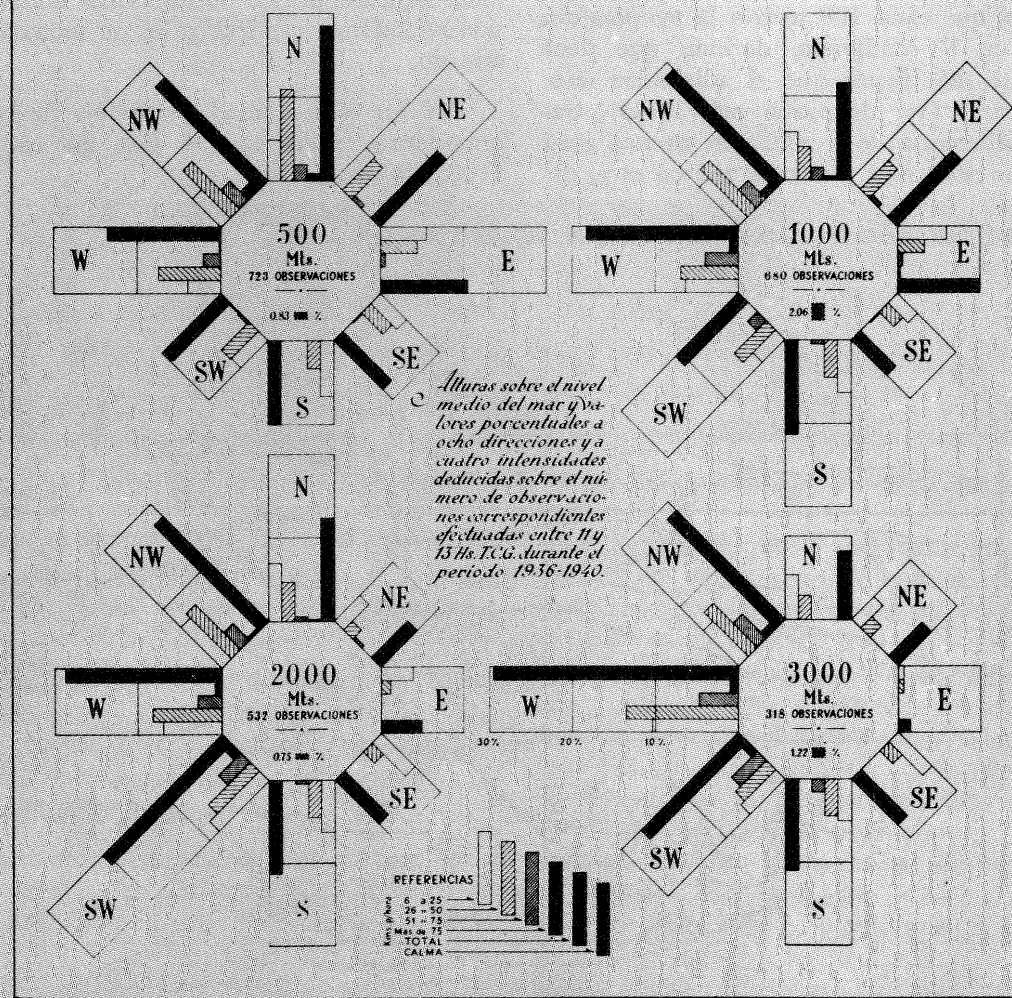 N
NW
NE
W
500
Mts.
723 OBSERVACIONES
0.83 %
E
SW
SE
S
N
NW
NE
W
1000
Mts.
680 OBSERVACIONES
2.06 %
E
SW
SE
S
Alturas sobre el nivel
medio del mar y va-
lores porcentuales a
ocho direcciones y a
cuatro intensidades
deducidas sobre el nú-
mero de observacio-
nes correspondientes
efectuadas entre 11 y
13 Hs. T.C.G. durante el
período 1936-1940.
N
NW
NE
W
2000
Mts.
532 OBSERVACIONES
0.75 %
E
SW
SE
S
N
NW
NE
3000
Mts.
318 OBSERVACIONES
1.22 %
W
E
30% 20% 10%
SW
SE
S
REFERENCIAS
Kms. p/hora
6 a 25
26 " 50
51 " 75
Mas de 75
TOTAL
CALMA